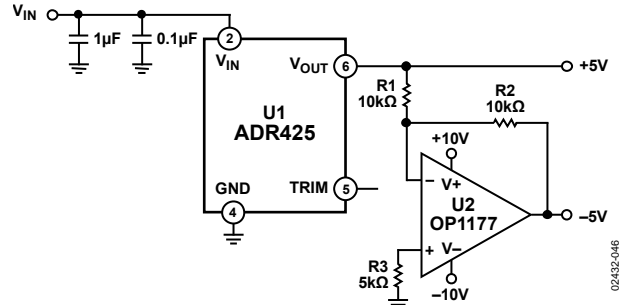 VIN
1µF
0.1µF
2
VIN
VOUT
6
U1
ADR425
GND
4
TRIM
5
R1
10kΩ
R2
10kΩ
+5V
+10V
−
V+
U2
OP1177
+
V−
–10V
–5V
R3
5kΩ
02432-046